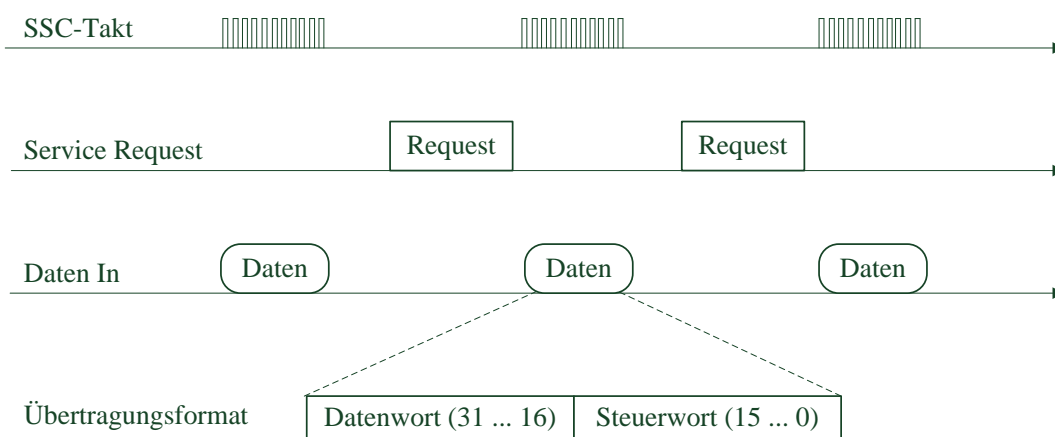 SSC-Takt
Service Request
Request
Request
Daten In
Daten
Daten
Daten
Übertragungsformat
Datenwort (31 ... 16)
Steuerwort (15 ... 0)